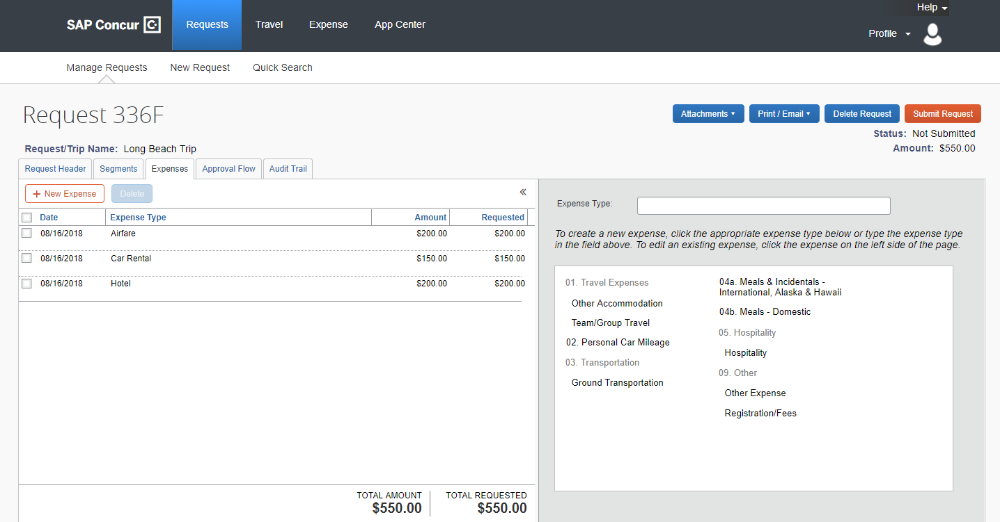 Help
SAP Concur C.
Requests
Travel
Expense
App Center
Profile
Manage Requests
New Request
Quick Search
Request 336F
Attachments
Print / Email
Delete Request
Submit Request
Status: Not Submitted
Amount: $550.00
Request/Trip Name: Long Beach Trip
Request Header
Segments
Expenses
Approval Flow
Audit Trail
+ New Expense
Delete
«
Date Expense Type Amount Requested
08/16/2018 Airfare $200.00 $200.00
08/16/2018 Car Rental $150.00 $150.00
08/16/2018 Hotel $200.00 $200.00
TOTAL AMOUNT
$550.00
TOTAL REQUESTED
$550.00
Expense Type:
To create a new expense, click the appropriate expense type below or type the expense type
in the field above. To edit an existing expense, click the expense on the left side of the page.
01. Travel Expenses
Other Accommodation
Team/Group Travel
02. Personal Car Mileage
03. Transportation
Ground Transportation
04a. Meals & Incidentals -
International, Alaska & Hawaii
04b. Meals - Domestic
05. Hospitality
Hospitality
09. Other
Other Expense
Registration/Fees